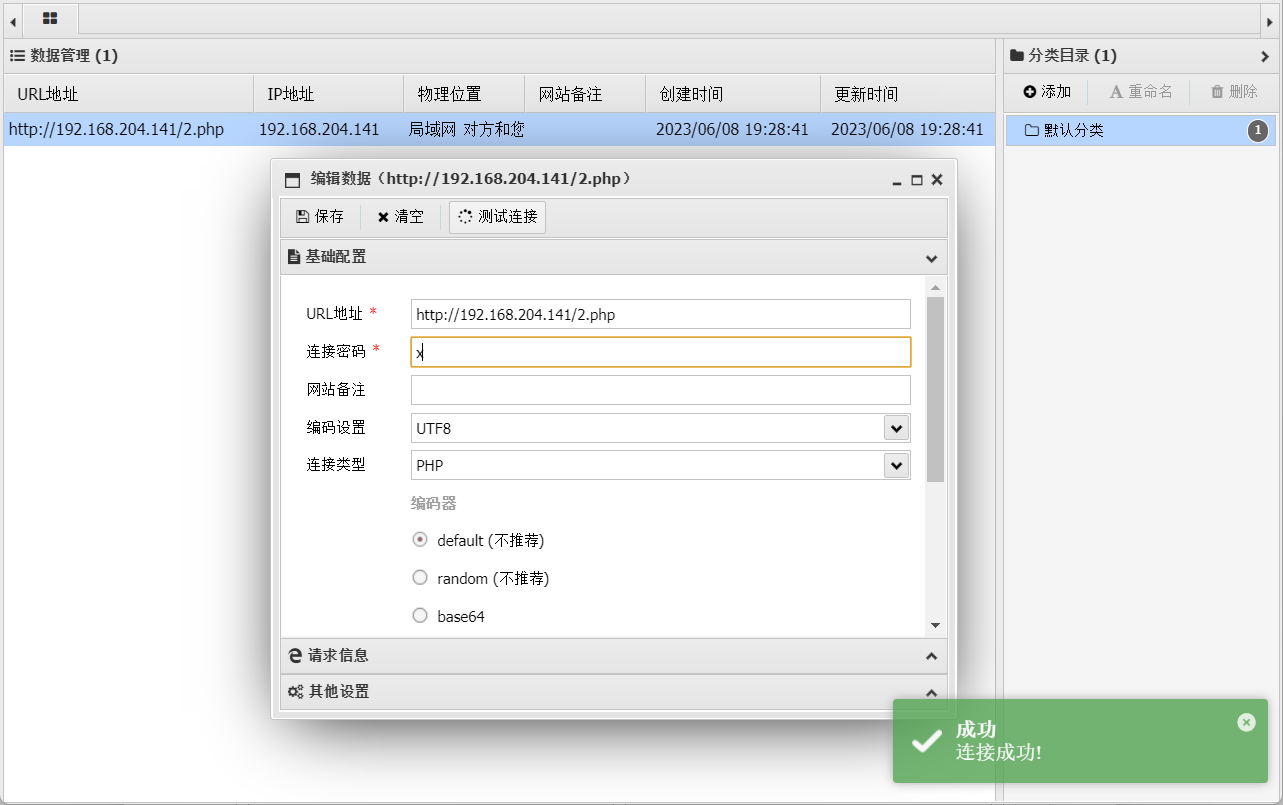 数据管理 (1)
分类目录 (1)
URL地址 IP地址 物理位置 网站备注 创建时间 更新时间
添加 重命名 删除
http://192.168.204.141/2.php 192.168.204.141 局域网 对方和您 2023/06/08 19:28:41 2023/06/08 19:28:41
默认分类 1
编辑数据（http://192.168.204.141/2.php）
保存 清空 测试连接
基础配置
URL地址 * http://192.168.204.141/2.php
连接密码 * x
网站备注
编码设置 UTF8
连接类型 PHP
编码器
default (不推荐)
random (不推荐)
base64
请求信息
其他设置
成功
连接成功!